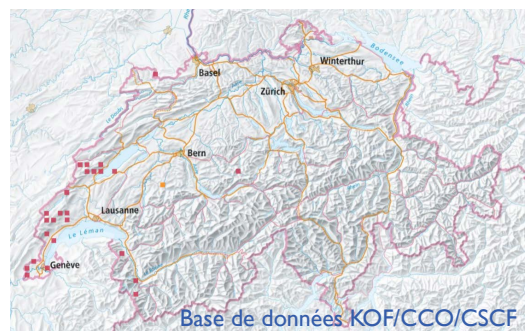 Basel
Winterthur
Bodensee
Zürich
Bern
Lausanne
Le Léman
Genève
Base de données KOF/CCO/CSCF